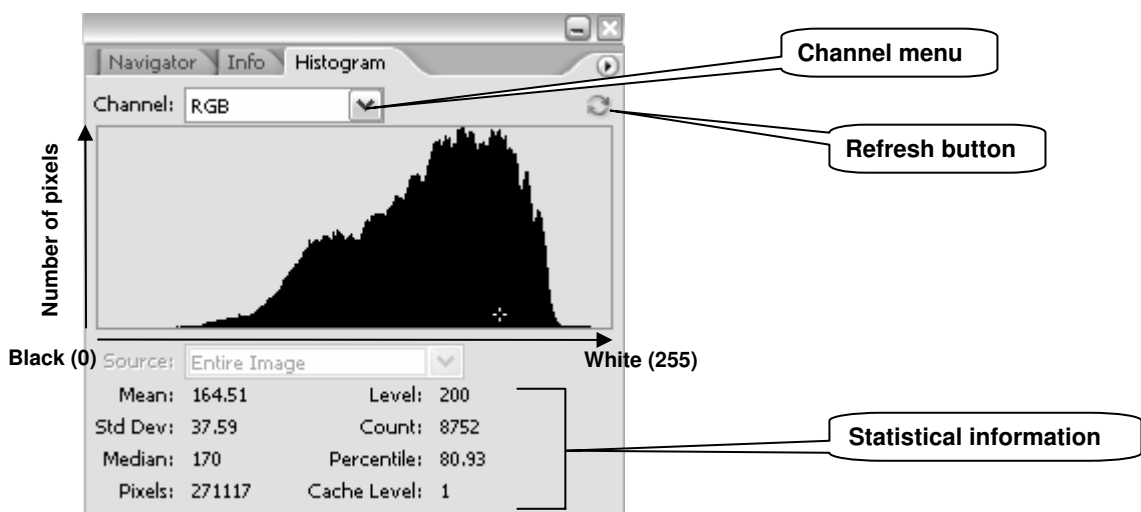 Navigator Info Histogram
Channel menu
Channel: RGB
Refresh button
Number of pixels
Black (0)
White (255)
Source: Entire Image
Mean: 164.51 Level: 200
Std Dev: 37.59 Count: 8752
Statistical information
Median: 170 Percentile: 80.93
Pixels: 271117 Cache Level: 1